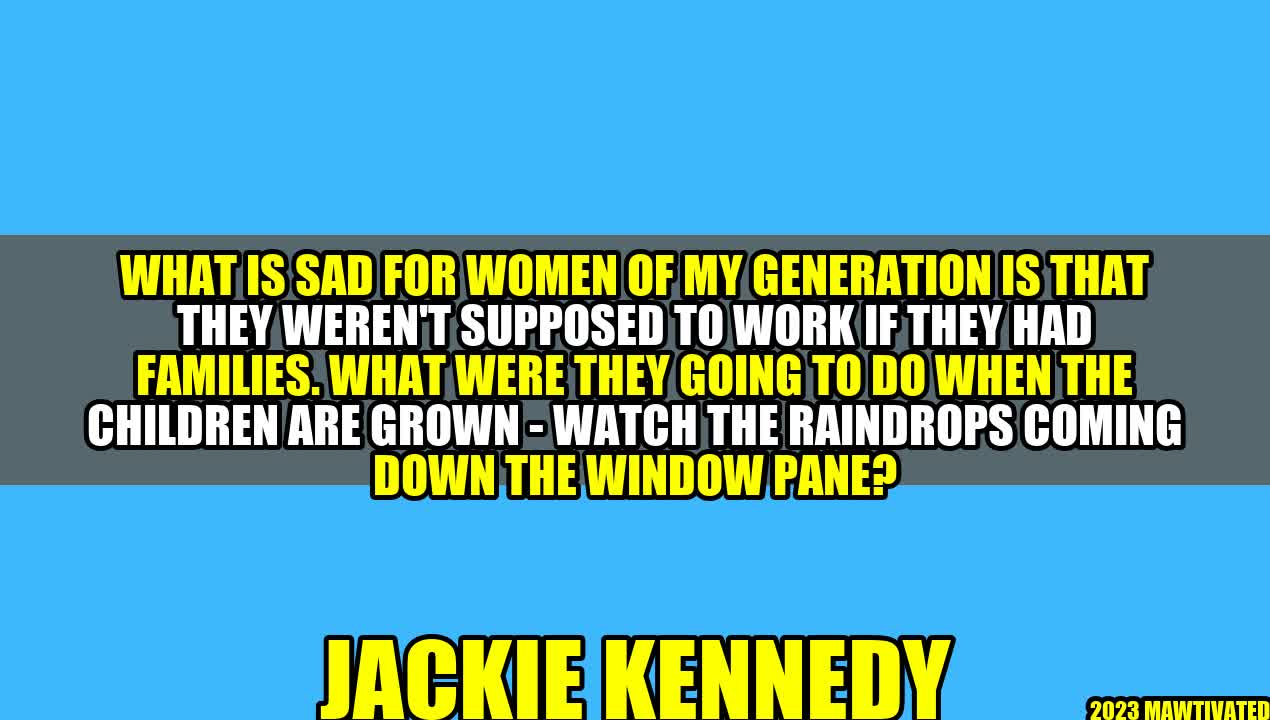 WHAT IS SAD FOR WOMEN OF MY GENERATION IS THAT
THEY WEREN'T SUPPOSED TO WORK IF THEY HAD
FAMILIES. WHAT WERE THEY GOING TO DO WHEN THE
CHILDREN ARE GROWN - WATCH THE RAINDROPS COMING
DOWN THE WINDOW PANE?
JACKIE KENNEDY
2023 MAWTIVATED